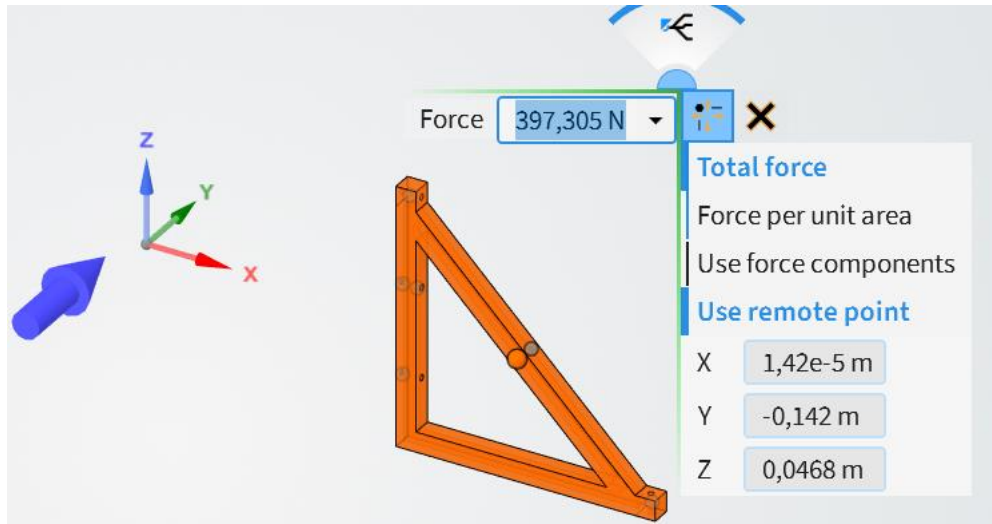 Force 397,305 N
Total force
Force per unit area
Use force components
Use remote point
X 1,42e-5 m
Y -0,142 m
Z 0,0468 m
Z
Y
X